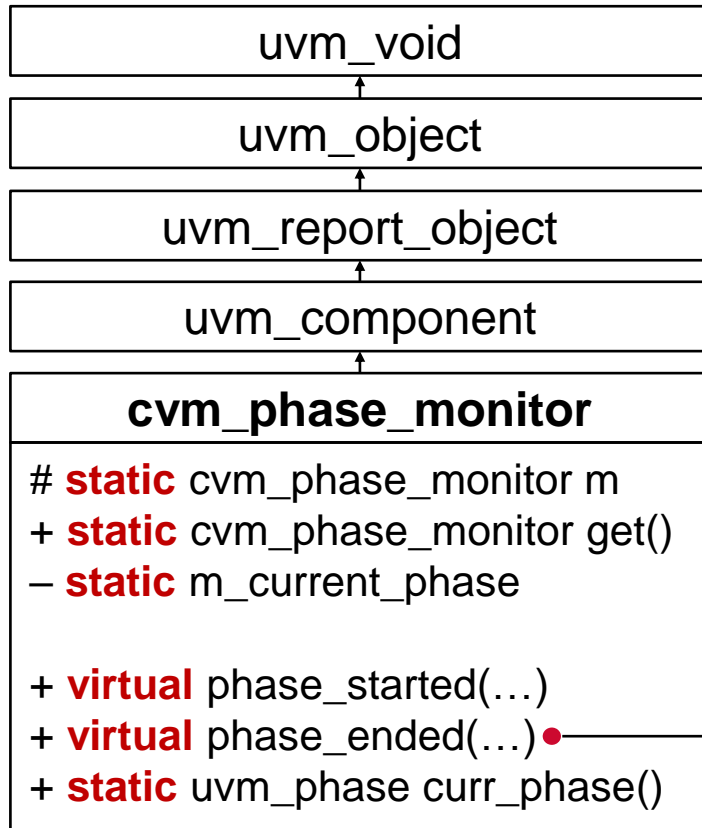 uvm_void
uvm_object
uvm_report_object
uvm_component
cvm_phase_monitor
# static cvm_phase_monitor m
+ static cvm_phase_monitor get()
– static m_current_phase
+ virtual phase_started(…)
+ virtual phase_ended(…)
+ static uvm_phase curr_phase()